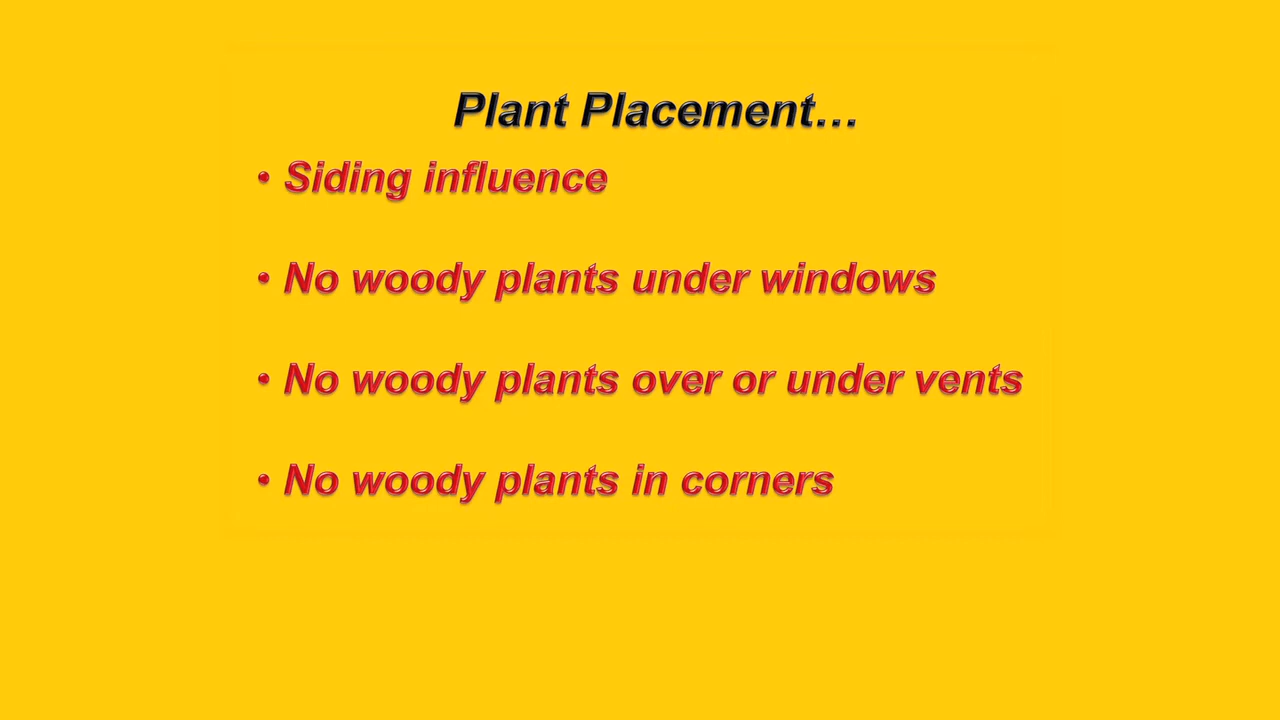 Plant Placement...
• Siding influence
• No woody plants under windows
• No woody plants over or under vents
• No woody plants in corners